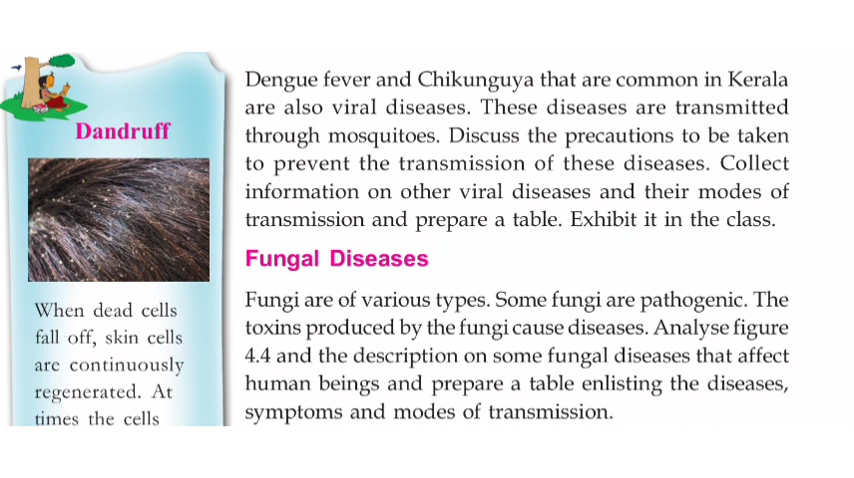 Dandruff
When dead cells
fall off, skin cells
are continuously
regenerated. At
times the cells
Dengue fever and Chikunguya that are common in Kerala
are also viral diseases. These diseases are transmitted
through mosquitoes. Discuss the precautions to be taken
to prevent the transmission of these diseases. Collect
information on other viral diseases and their modes of
transmission and prepare a table. Exhibit it in the class.
Fungal Diseases
Fungi are of various types. Some fungi are pathogenic. The
toxins produced by the fungi cause diseases. Analyse figure
4.4 and the description on some fungal diseases that affect
human beings and prepare a table enlisting the diseases,
symptoms and modes of transmission.